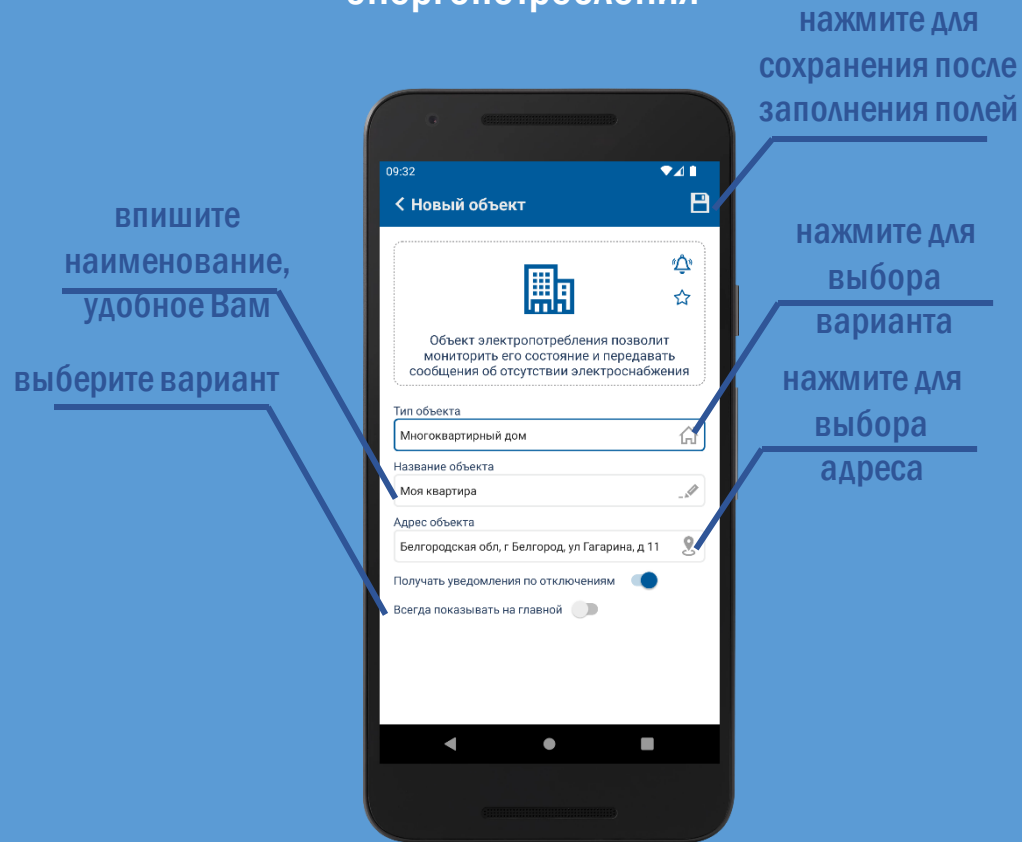 энергопотребления
нажмите для
сохранения после
заполнения полей
09:32
Новый объект
впишите
наименование,
удобное Вам
нажмите для
выбора
варианта
Объект электропотребления позволит
мониторить его состояние и передавать
сообщения об отсутствии электроснабжения
выберите вариант
нажмите для
выбора
адреса
Тип объекта
Многоквартирный дом
Название объекта
Моя квартира
Адрес объекта
Белгородская обл, г Белгород, ул Гагарина, д 11
Получать уведомления по отключениям
Всегда показывать на главной